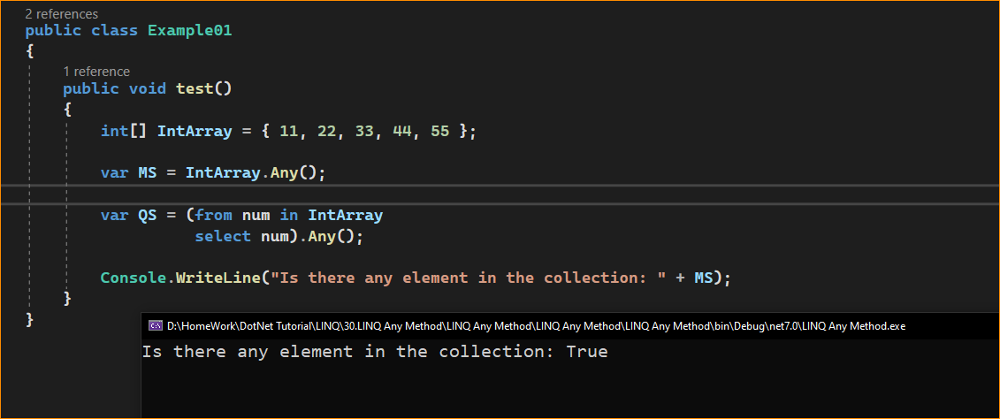 2 references
public class Example01
{
1 reference
public void test()
{
int[] IntArray = { 11, 22, 33, 44, 55 };
var MS = IntArray.Any();
var QS = (from num in IntArray
select num).Any();
Console.WriteLine("Is there any element in the collection: " + MS);
}
}
D:\HomeWork\DotNet Tutorial\LINQ\30.LINQ Any Method\LINQ Any Method\LINQ Any Method\LINQ Any Method\bin\Debug\net7.0\LINQ Any Method.exe
Is there any element in the collection: True